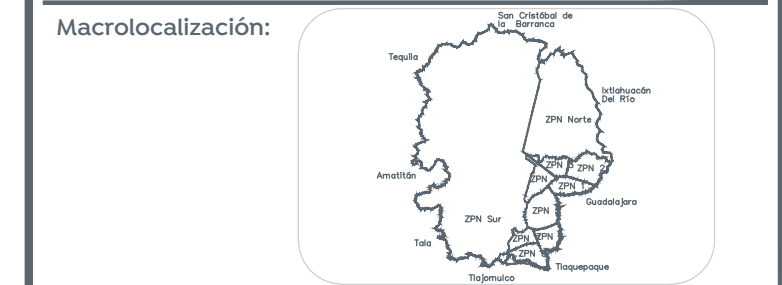 Macrolocalización:
San Cristóbal de
la Barranca
Tequila
Ixtlahuacán
Del Río
ZPN Norte
ZPN 3
ZPN 2
Amatitán
ZPN
ZPN 1
Guadalajara
ZPN
ZPN Sur
ZPN
ZPN
Tala
ZPN
Tlaquepaque
Tlajomulco